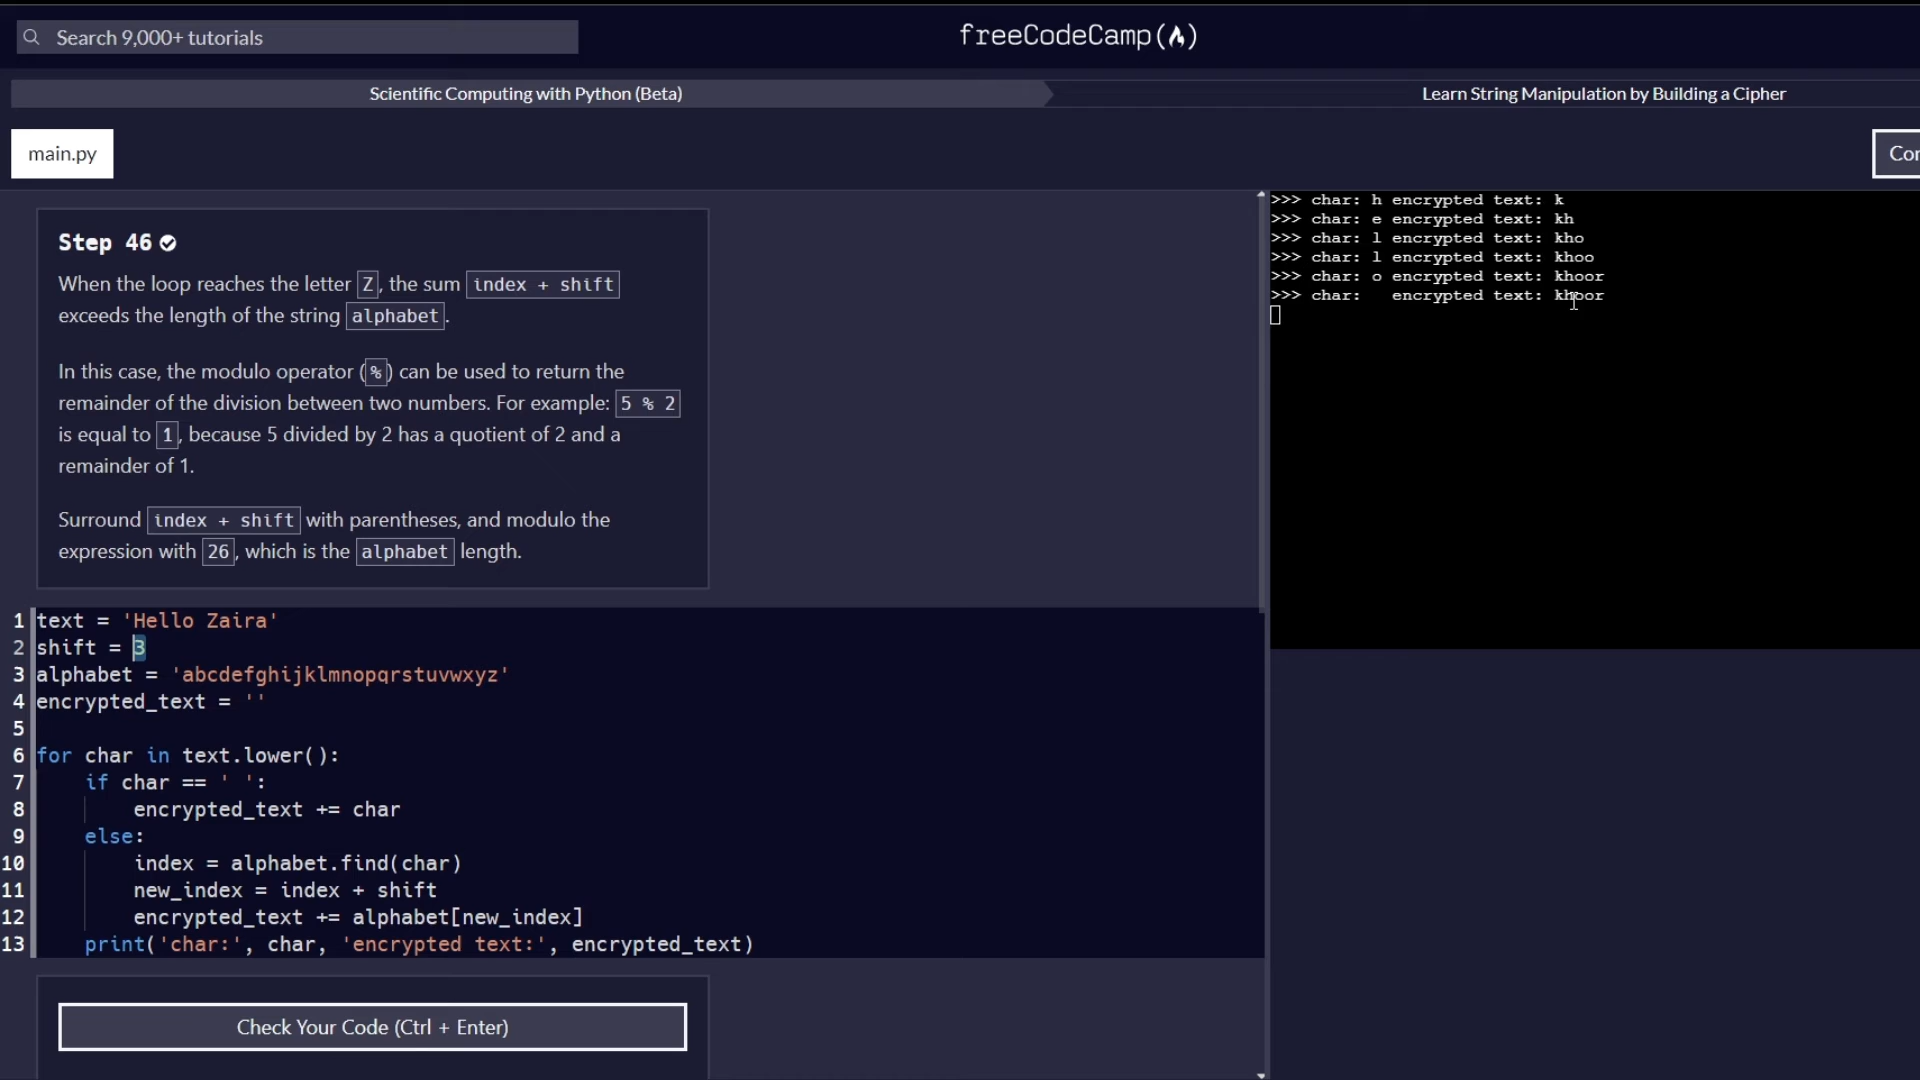 Search 9,000+ tutorials
freeCodeCamp
Scientific Computing with Python (Beta)
Learn String Manipulation by Building a Cipher
main.py
Step 46
When the loop reaches the letter Z, the sum index + shift
exceeds the length of the string alphabet.
In this case, the modulo operator (%) can be used to return the
remainder of the division between two numbers. For example: 5 % 2
is equal to 1, because 5 divided by 2 has a quotient of 2 and a
remainder of 1.
Surround index + shift with parentheses, and modulo the
expression with 26, which is the alphabet length.
1 text = 'Hello Zaira'
2 shift = 3
3 alphabet = 'abcdefghijklmnopqrstuvwxyz'
4 encrypted_text = ''
5
6 for char in text.lower():
7     if char == ' ':
8         encrypted_text += char
9     else:
10         index = alphabet.find(char)
11         new_index = index + shift
12         encrypted_text += alphabet[new_index]
13     print('char:', char, 'encrypted text:', encrypted_text)
Check Your Code (Ctrl + Enter)
>>> char: h encrypted text: k
>>> char: e encrypted text: kh
>>> char: l encrypted text: kho
>>> char: l encrypted text: khoo
>>> char: o encrypted text: khoor
>>> char:   encrypted text: khoor